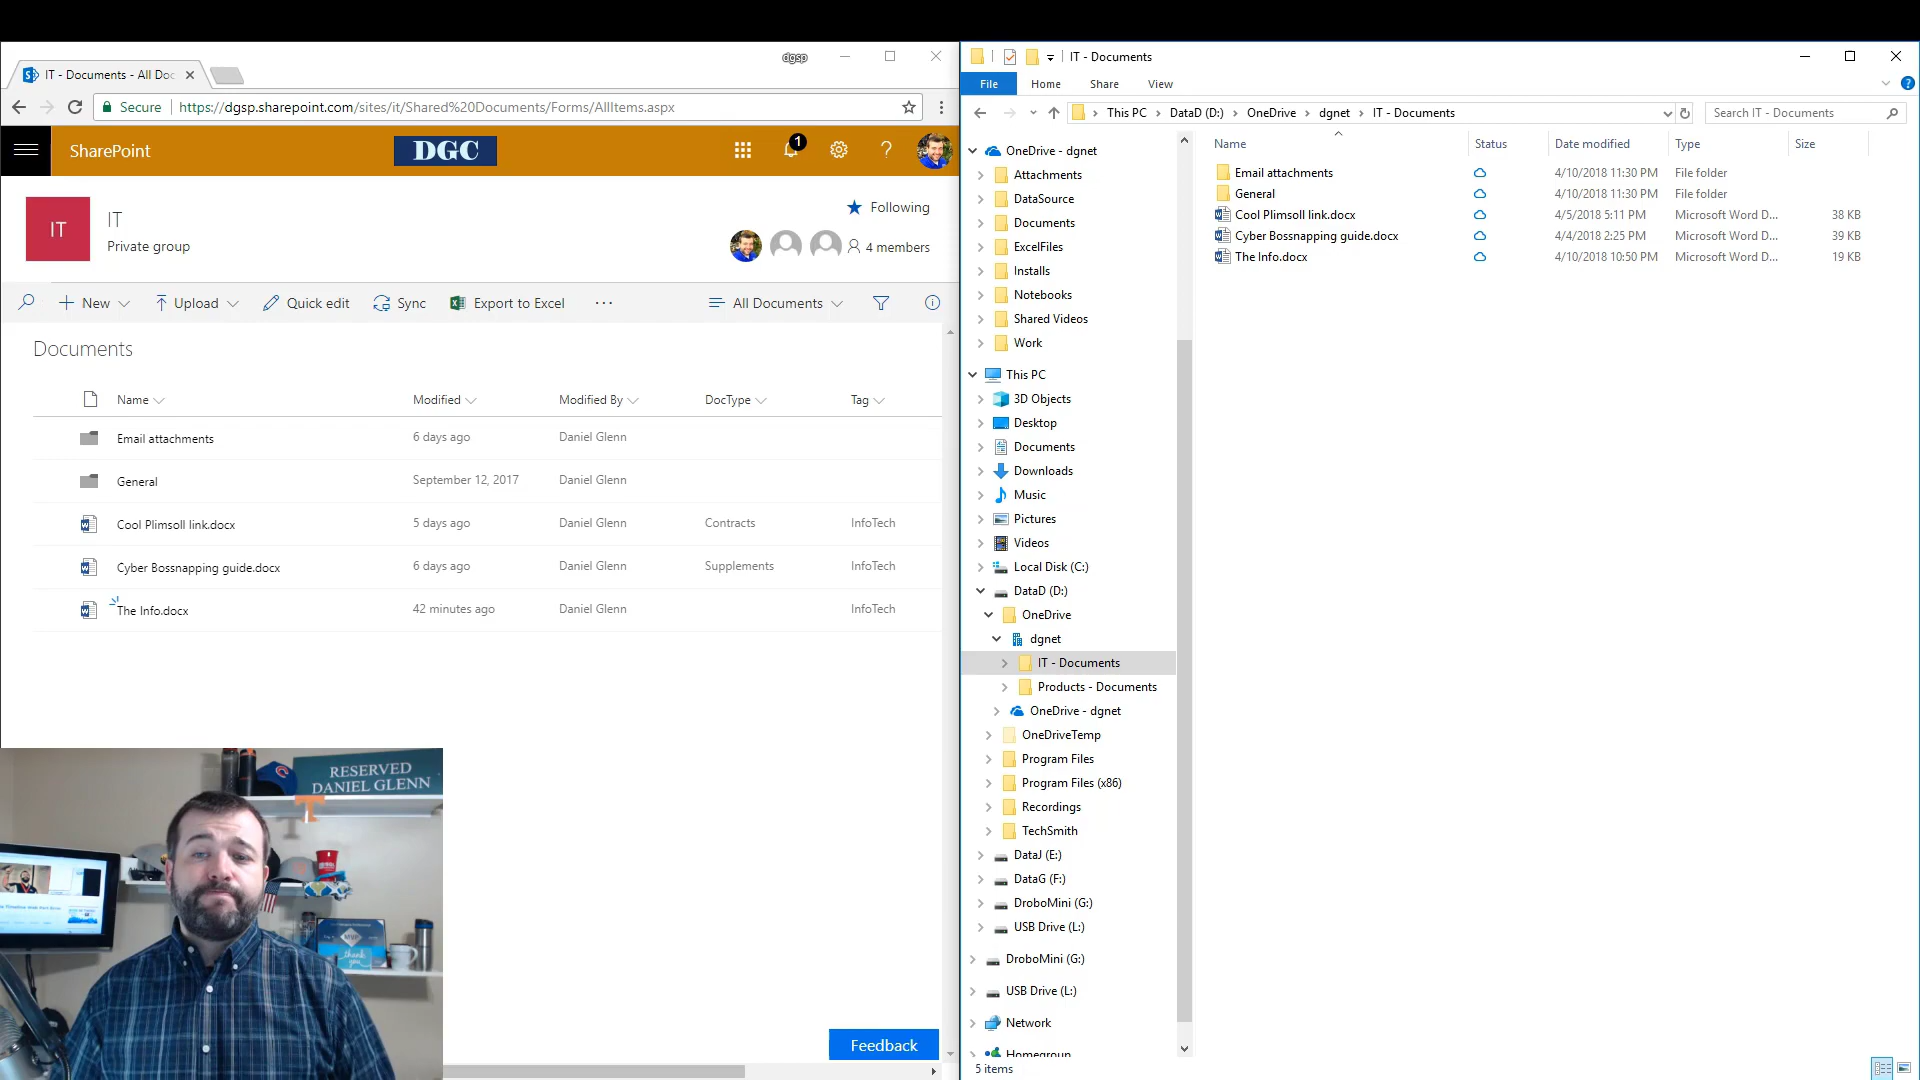 dgsp
IT - Documents - All Doc
Secure
https://dgsp.sharepoint.com/sites/it/Shared%20Documents/Forms/AllItems.aspx
SharePoint
DGC
1
?
IT
IT
Private group
Following
4 members
New
Upload
Quick edit
Sync
Export to Excel
...
All Documents
Documents
Name
Modified
Modified By
DocType
Tag
Email attachments
6 days ago
Daniel Glenn
General
September 12, 2017
Daniel Glenn
Cool Plimsoll link.docx
5 days ago
Daniel Glenn
Contracts
InfoTech
Cyber Bossnapping guide.docx
6 days ago
Daniel Glenn
Supplements
InfoTech
The Info.docx
42 minutes ago
Daniel Glenn
InfoTech
RESERVED
DANIEL GLENN
T
C
MVP
thank
you
Feedback
IT - Documents
File
Home
Share
View
?
This PC > DataD (D:) > OneDrive > dgnet > IT - Documents
Search IT - Documents
OneDrive - dgnet
Attachments
DataSource
Documents
ExcelFiles
Installs
Notebooks
Shared Videos
Work
This PC
3D Objects
Desktop
Documents
Downloads
Music
Pictures
Videos
Local Disk (C:)
DataD (D:)
OneDrive
dgnet
IT - Documents
Products - Documents
OneDrive - dgnet
OneDriveTemp
Program Files
Program Files (x86)
Recordings
TechSmith
DataJ (E:)
DataG (F:)
DroboMini (G:)
USB Drive (L:)
DroboMini (G:)
USB Drive (L:)
Network
Homegroup
5 items
Name
Status
Date modified
Type
Size
Email attachments
4/10/2018 11:30 PM
File folder
General
4/10/2018 11:30 PM
File folder
Cool Plimsoll link.docx
4/5/2018 5:11 PM
Microsoft Word D...
38 KB
Cyber Bossnapping guide.docx
4/4/2018 2:25 PM
Microsoft Word D...
39 KB
The Info.docx
4/10/2018 10:50 PM
Microsoft Word D...
19 KB